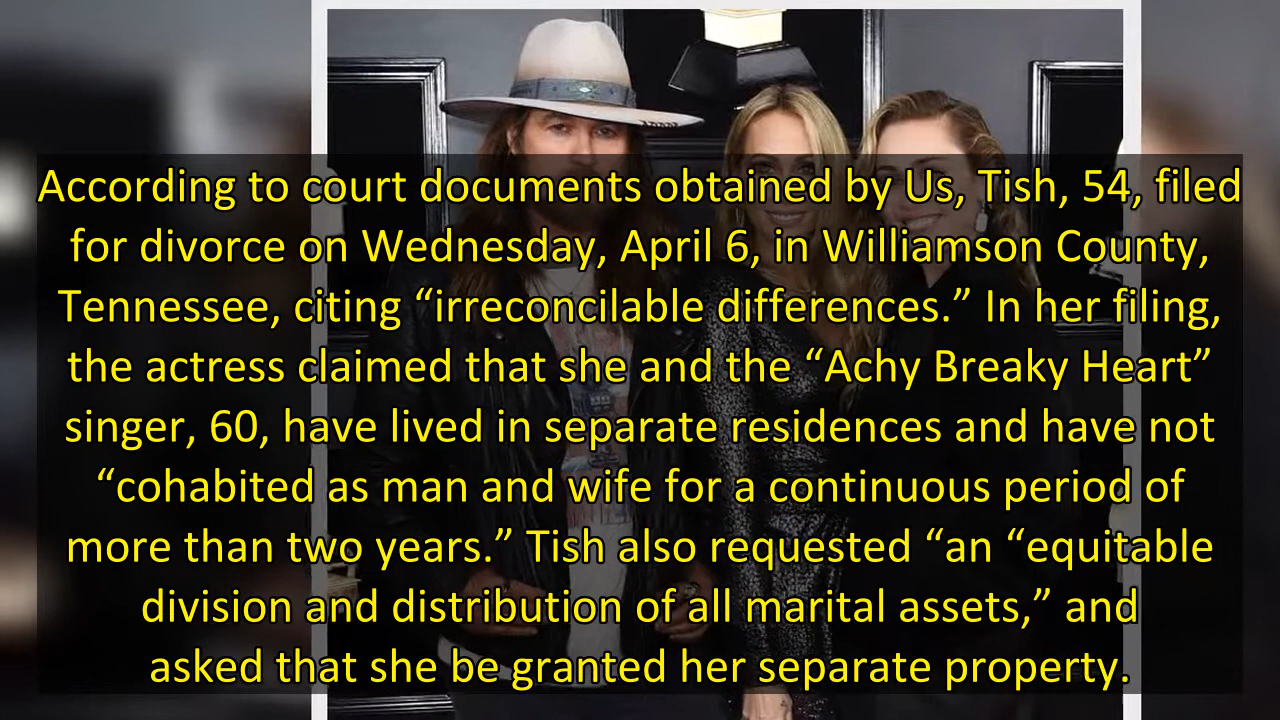 According to court documents obtained by Us, Tish, 54, filed
for divorce on Wednesday, April 6, in Williamson County,
Tennessee, citing “irreconcilable differences.” In her filing,
the actress claimed that she and the “Achy Breaky Heart”
singer, 60, have lived in separate residences and have not
“cohabited as man and wife for a continuous period of
more than two years.” Tish also requested “an “equitable
division and distribution of all marital assets,” and
asked that she be granted her separate property.